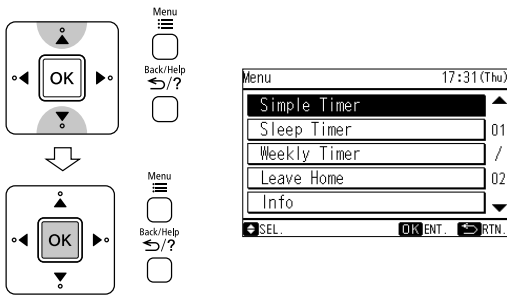 Menu
OK
Back/Help
/?
Menu
OK
Back/Help
/?
Menu 17:31(Thu)
Simple Timer
Sleep Timer 01
Weekly Timer /
Leave Home 02
Info
SEL. OK ENT. RTN.